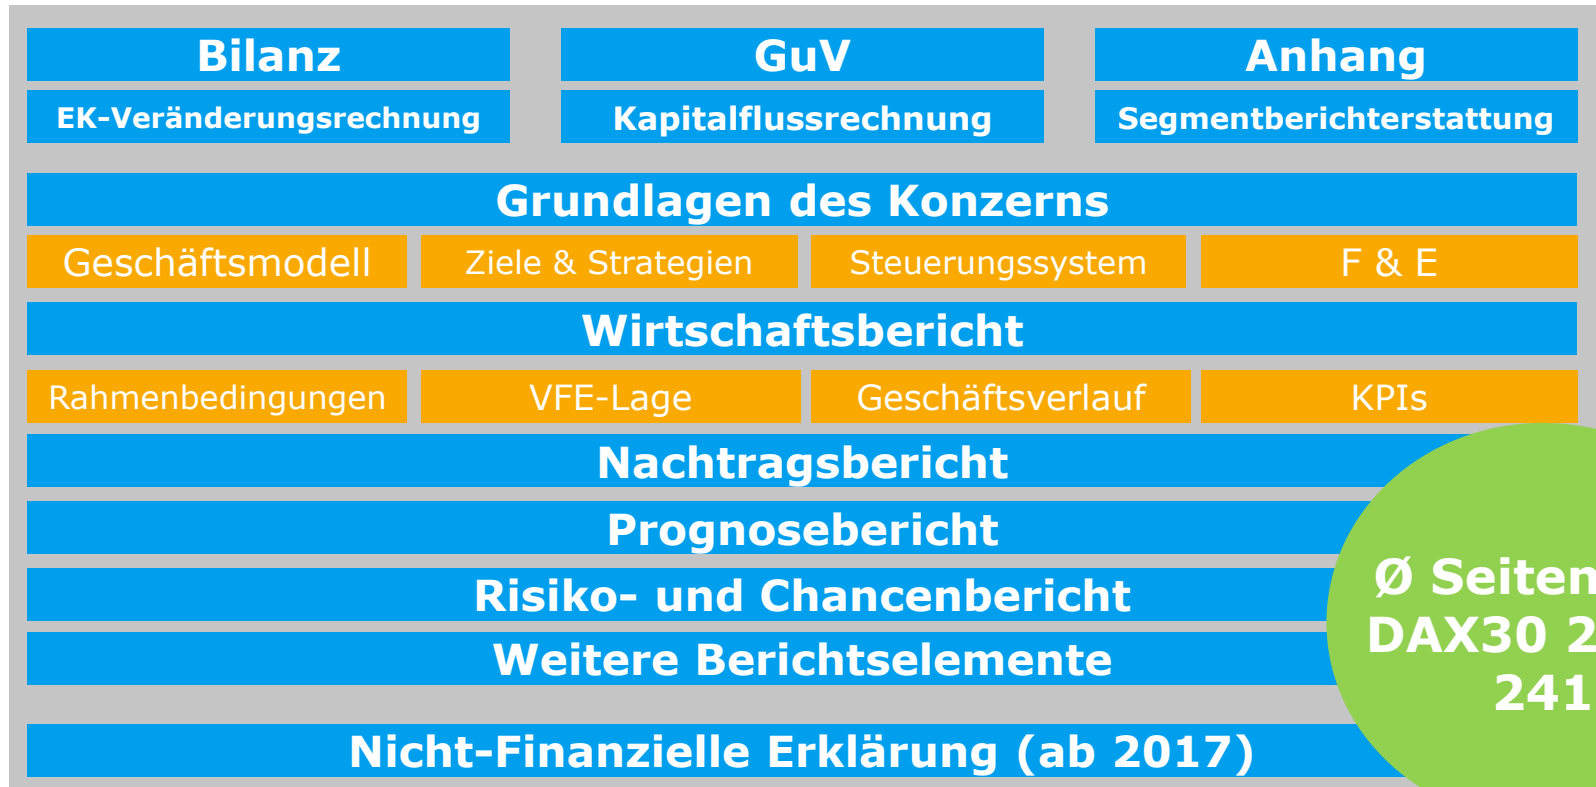 Bilanz
GuV
Anhang
EK-Veränderungsrechnung
Kapitalflussrechnung
Segmentberichterstattung
Grundlagen des Konzerns
Geschäftsmodell
Ziele & Strategien
Steuerungssystem
F & E
Wirtschaftsbericht
Rahmenbedingungen
VFE-Lage
Geschäftsverlauf
KPIs
Nachtragsbericht
Prognosebericht
Risiko- und Chancenbericht
Weitere Berichtselemente
Nicht-Finanzielle Erklärung (ab 2017)
Ø Seiten
DAX30
241